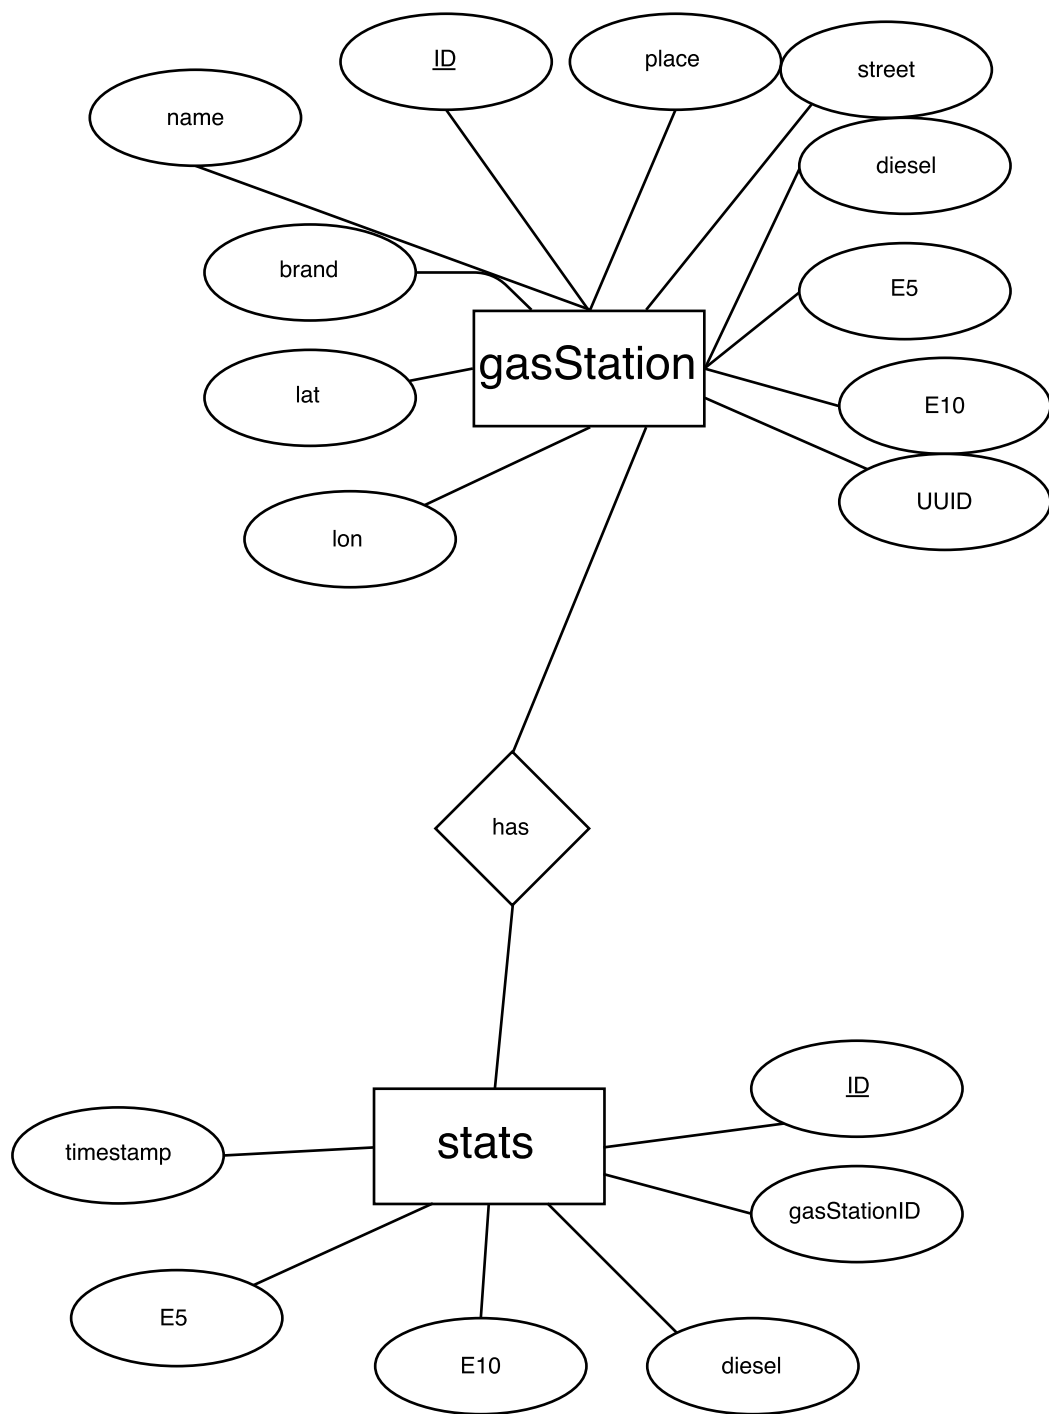 ID
place
street
name
diesel
brand
E5
gasStation
lat
E10
UUID
lon
has
ID
stats
timestamp
gasStationID
E5
E10
diesel